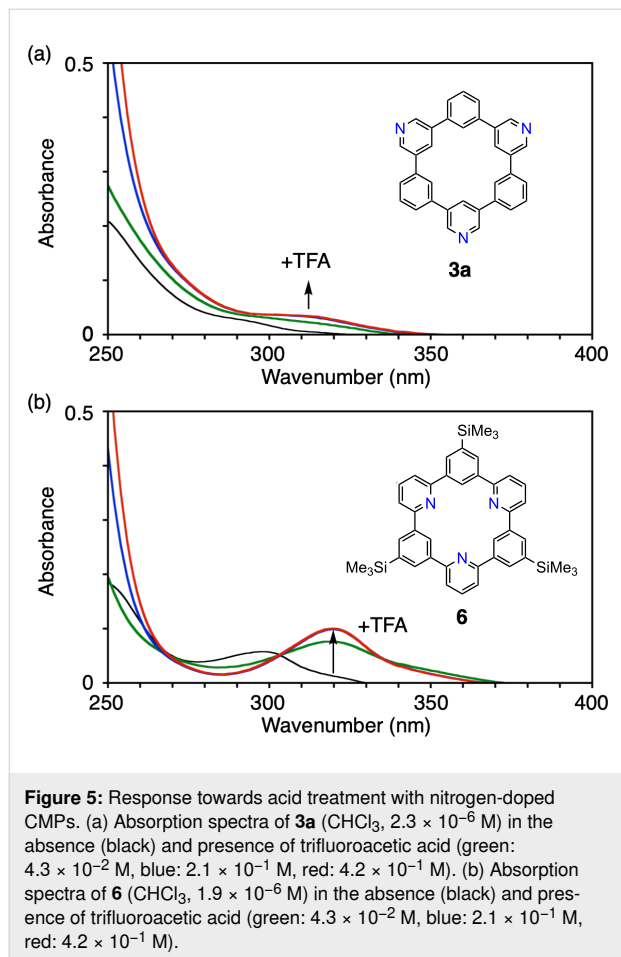 (a)
0.5
Absorbance
N
N
N
+TFA
3a
0
250
300
350
400
Wavenumber (nm)
(b)
0.5
SiMe3
Absorbance
N
N
N
Me3Si
SiMe3
6
+TFA
0
250
300
350
400
Wavenumber (nm)
Figure 5: Response towards acid treatment with nitrogen-doped
CMPs. (a) Absorption spectra of 3a (CHCl3, 2.3 × 10−6 M) in the
absence (black) and presence of trifluoroacetic acid (green:
4.3 × 10−2 M, blue: 2.1 × 10−1 M, red: 4.2 × 10−1 M). (b) Absorption
spectra of 6 (CHCl3, 1.9 × 10−6 M) in the absence (black) and pres-
ence of trifluoroacetic acid (green: 4.3 × 10−2 M, blue: 2.1 × 10−1 M,
red: 4.2 × 10−1 M).